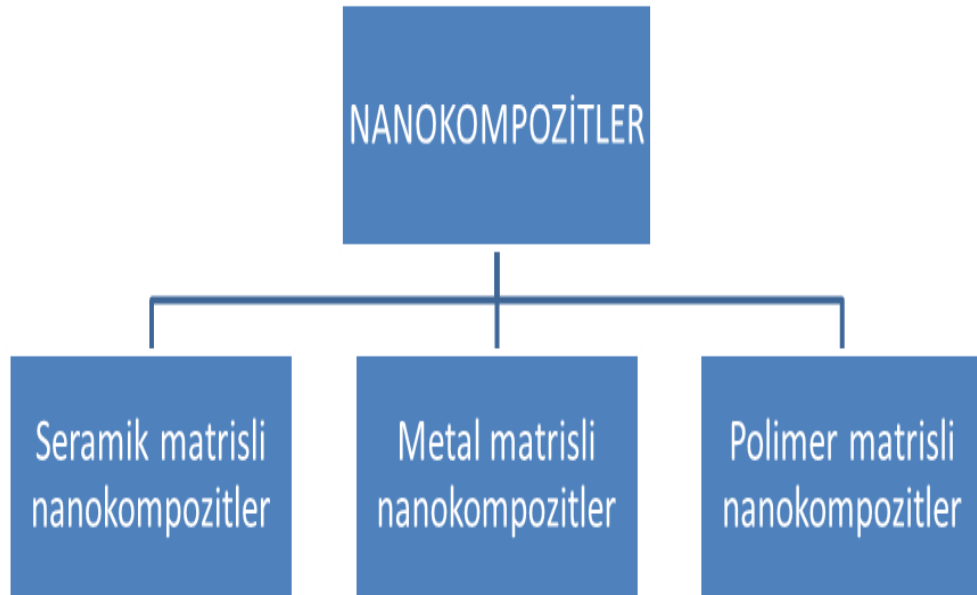 NANOKOMPOZİTLER
Seramik matrisli
nanokompozitler
Metal matrisli
nanokompozitler
Polimer matrisli
nanokompozitler